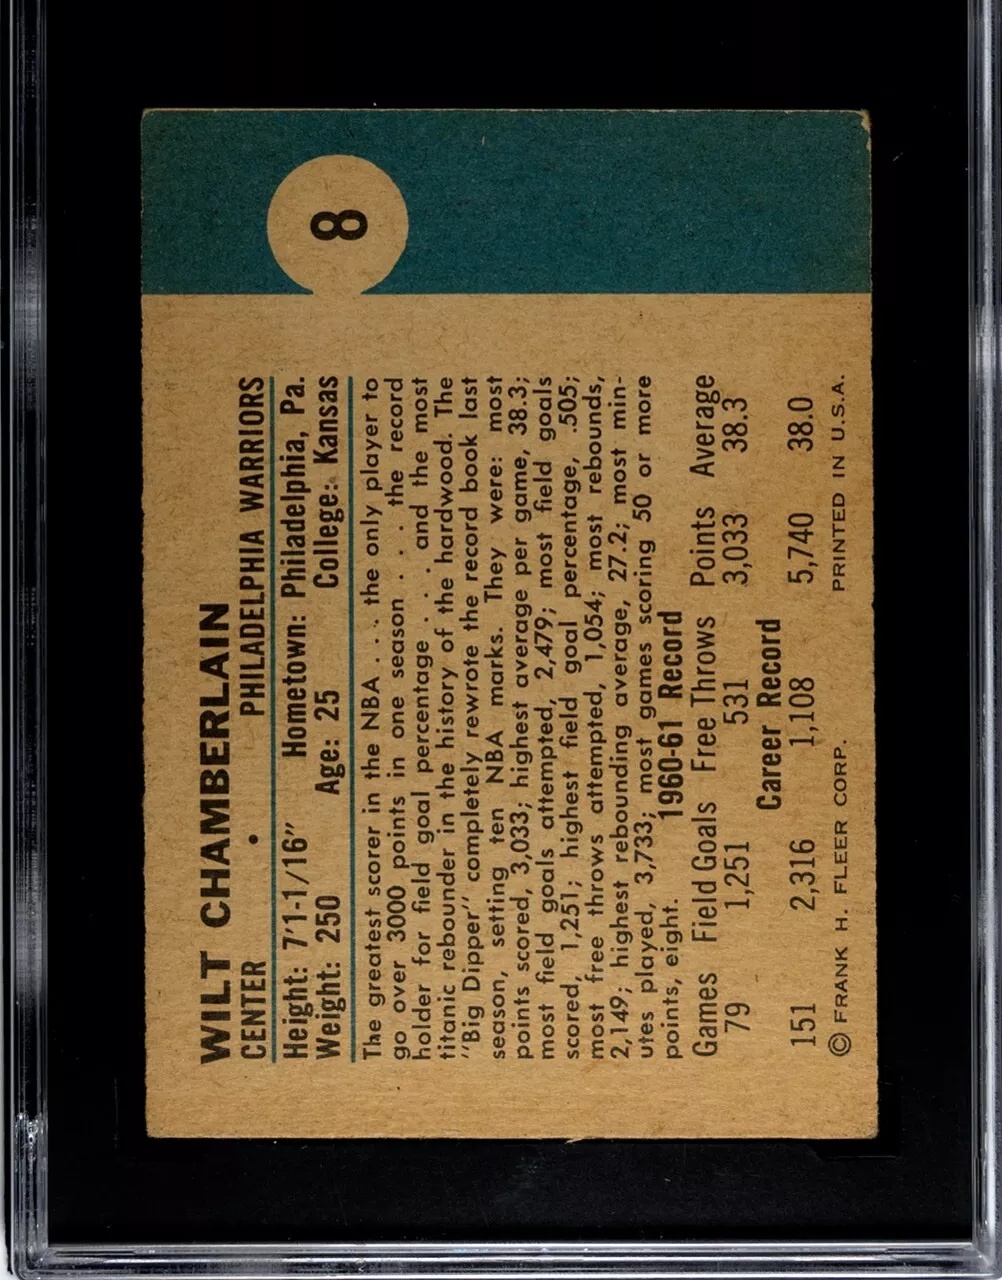 8
WILT CHAMBERLAIN
CENTER • PHILADELPHIA WARRIORS
Height: 7'1-1/16" Hometown: Philadelphia, Pa.
Weight: 250 Age: 25 College: Kansas
The greatest scorer in the NBA . . . the only player to
go over 3000 points in one season . . . the record
holder for field goal percentage . . . and the most
titanic rebounder in the history of the hardwood. The
"Big Dipper" completely rewrote the record book last
season, setting ten NBA marks. They were: most
points scored, 3,033; highest average per game, 38.3;
most field goals attempted, 2,479; most field goals
scored, 1,251; highest field goal percentage, .505;
most free throws attempted, 1,054; most rebounds,
2,149; highest rebounding average, 27.2; most min-
utes played, 3,733; most games scoring 50 or more
points, eight.
1960-61 Record
Games Field Goals Free Throws Points Average
79 1,251 531 3,033 38.3
Career Record
151 2,316 1,108 5,740 38.0
© FRANK H. FLEER CORP. PRINTED IN U.S.A.